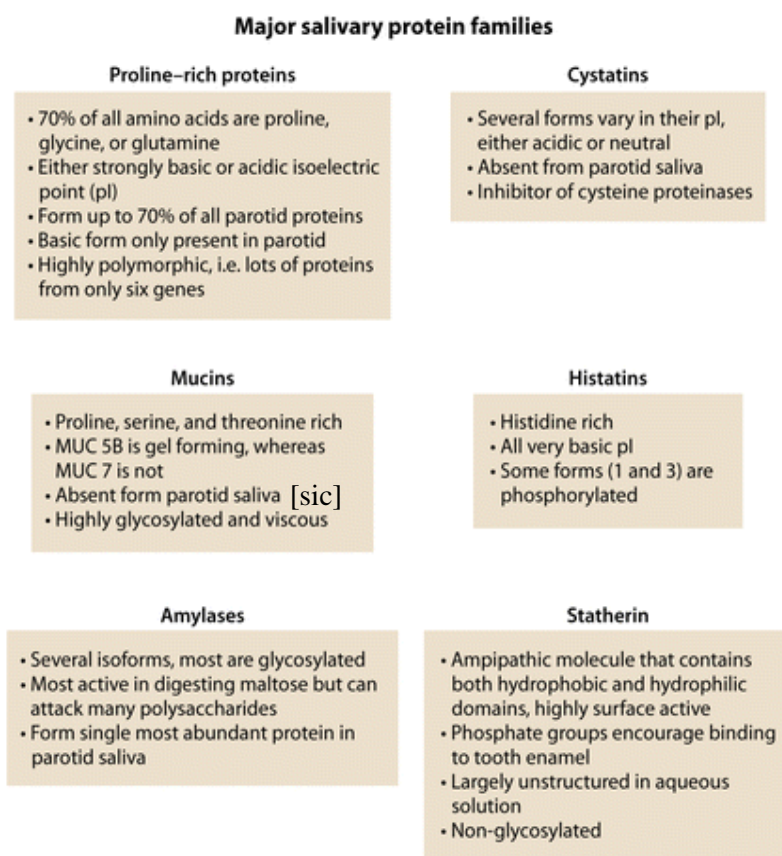 Major salivary protein families
Proline–rich proteins
• 70% of all amino acids are proline,
glycine, or glutamine
• Either strongly basic or acidic isoelectric
point (pI)
• Form up to 70% of all parotid proteins
• Basic form only present in parotid
• Highly polymorphic, i.e. lots of proteins
from only six genes
Cystatins
• Several forms vary in their pI,
either acidic or neutral
• Absent from parotid saliva
• Inhibitor of cysteine proteinases
Mucins
• Proline, serine, and threonine rich
• MUC 5B is gel forming, whereas
MUC 7 is not
• Absent form parotid saliva [sic]
• Highly glycosylated and viscous
Histatins
• Histidine rich
• All very basic pI
• Some forms (1 and 3) are
phosphorylated
Amylases
• Several isoforms, most are glycosylated
• Most active in digesting maltose but can
attack many polysaccharides
• Form single most abundant protein in
parotid saliva
Statherin
• Ampipathic molecule that contains
both hydrophobic and hydrophilic
domains, highly surface active
• Phosphate groups encourage binding
to tooth enamel
• Largely unstructured in aqueous
solution
• Non-glycosylated